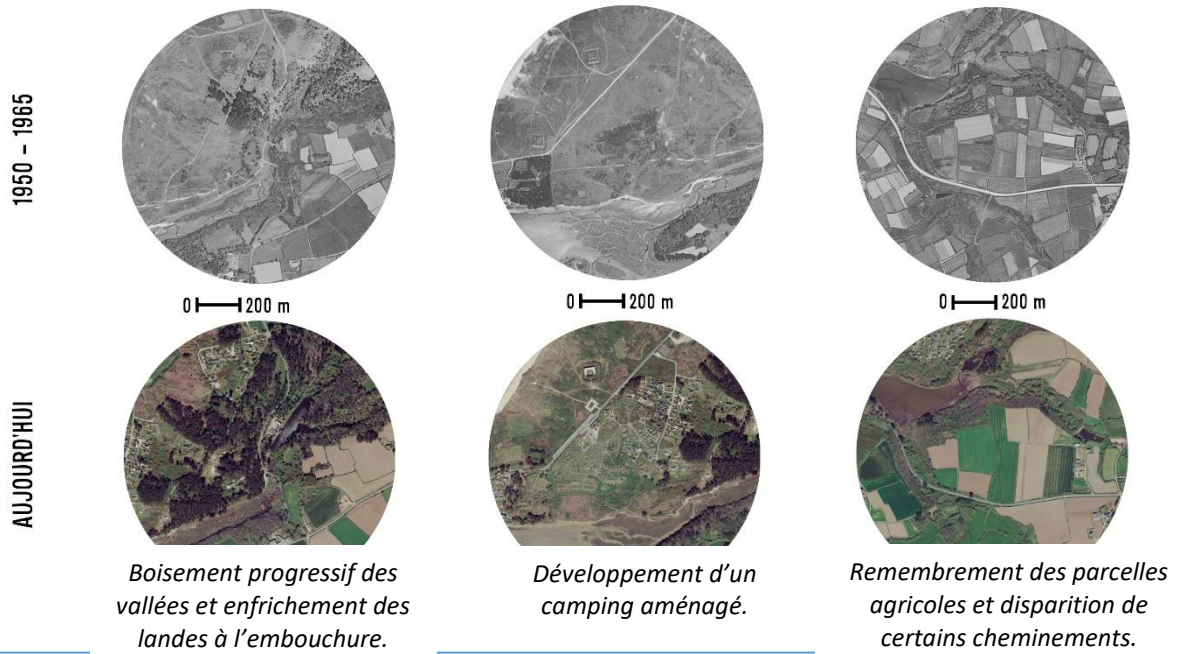 1950 – 1965
0 200 m
0 200 m
0 200 m
AUJOURD'HUI
Boisement progressif des
vallées et enfrichement des
landes à l’embouchure.
Développement d’un
camping aménagé.
Remembrement des parcelles
agricoles et disparition de
certains cheminements.